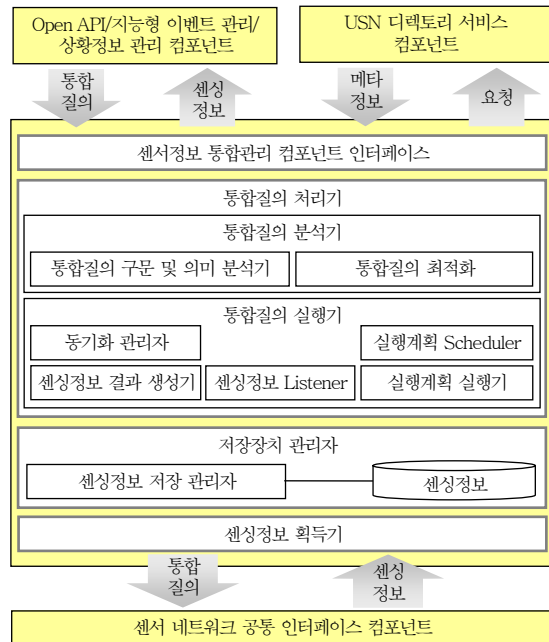 Open API/지능형 이벤트 관리/
상황정보 관리 컴포넌트
USN 디렉토리 서비스
컴포넌트
통합
질의
센싱
정보
메타
정보
요청
센서정보 통합관리 컴포넌트 인터페이스
통합질의 처리기
통합질의 분석기
통합질의 구문 및 의미 분석기
통합질의 최적화
통합질의 실행기
동기화 관리자
실행계획 Scheduler
센싱정보 결과 생성기
센싱정보 Listener
실행계획 실행기
저장장치 관리자
센싱정보 저장 관리자
센싱정보
센싱정보 획득기
통합
질의
센싱
정보
센서 네트워크 공통 인터페이스 컴포넌트